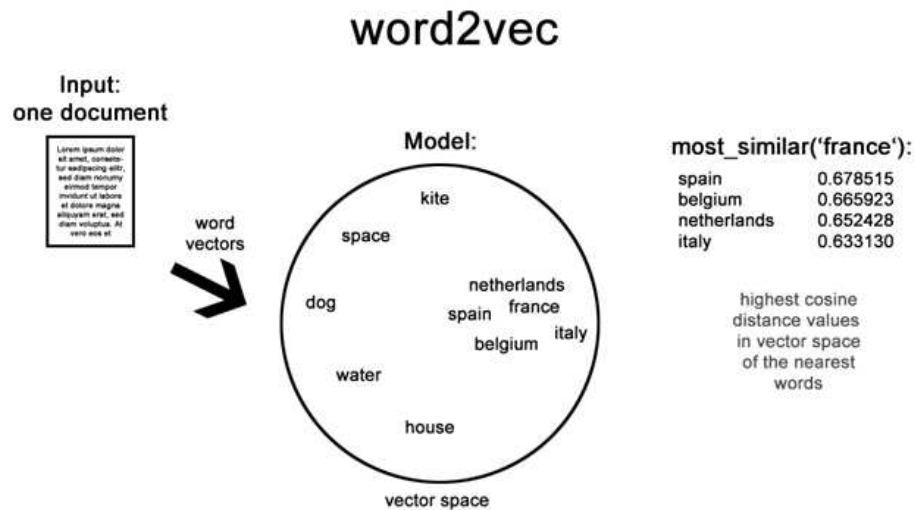 word2vec
Input:
one document
Lorem ipsum dolor
sit amet, consete-
tur sadipscing elitr,
sed diam nonumy
eirmod tempor
invidunt ut labore
et dolore magna
aliquyam erat, sed
diam voluptua. At
vero eos et
word
vectors
Model:
kite
space
dog
netherlands
france
spain
italy
belgium
water
house
vector space
most_similar('france'):
spain 0.678515
belgium 0.665923
netherlands 0.652428
italy 0.633130
highest cosine
distance values
in vector space
of the nearest
words